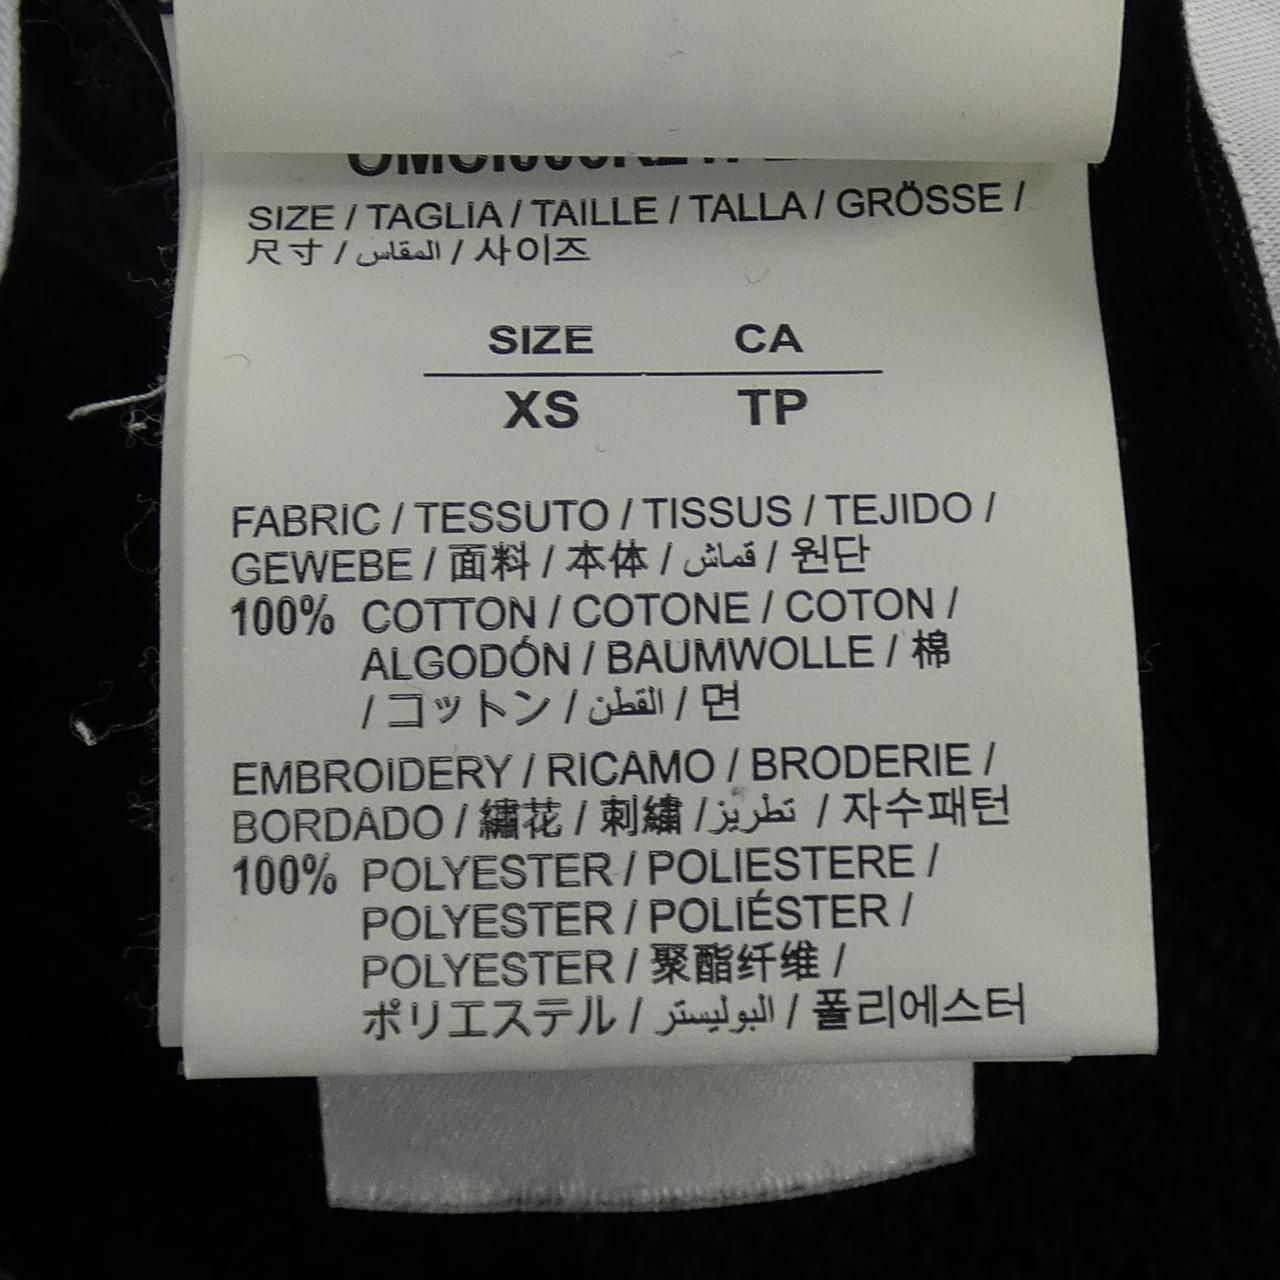 SIZE / TAGLIA / TAILLE / TALLA / GRÖSSE /
尺寸 / المقاس / 사이즈
SIZE CA
XS TP
FABRIC / TESSUTO / TISSUS / TEJIDO /
GEWEBE / 面料 / 本体 / قماش / 원단
100% COTTON / COTONE / COTON /
ALGODÓN / BAUMWOLLE / 棉
/ コットン / القطن / 면
EMBROIDERY / RICAMO / BRODERIE /
BORDADO / 繡花 / 刺繡 / تطريز / 자수패턴
100% POLYESTER / POLIESTERE /
POLYESTER / POLIÉSTER /
POLYESTER / 聚酯纤维 /
ポリエステル / البوليستر / 폴리에스터